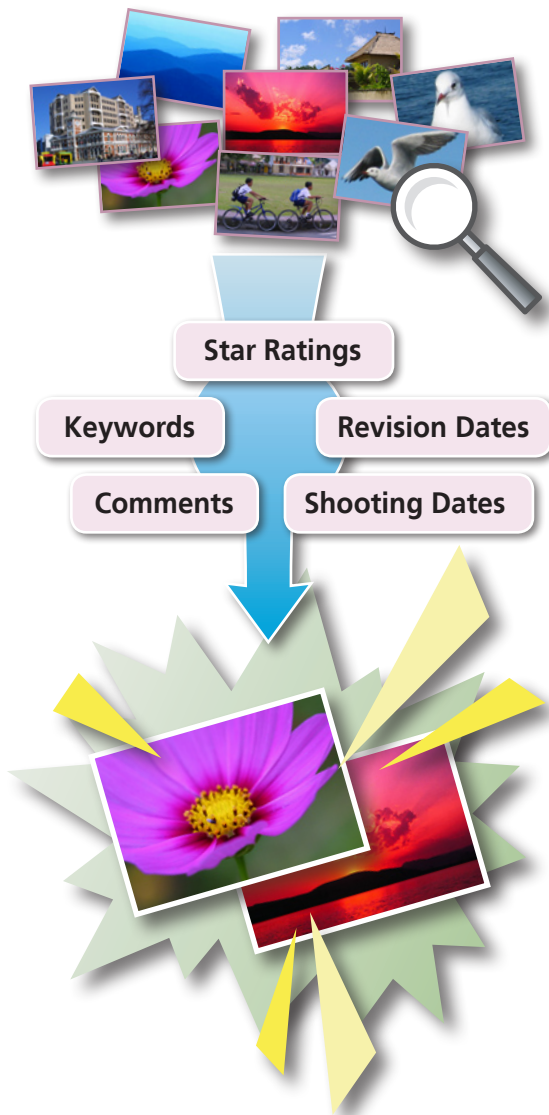 Star Ratings
Keywords
Revision Dates
Comments
Shooting Dates